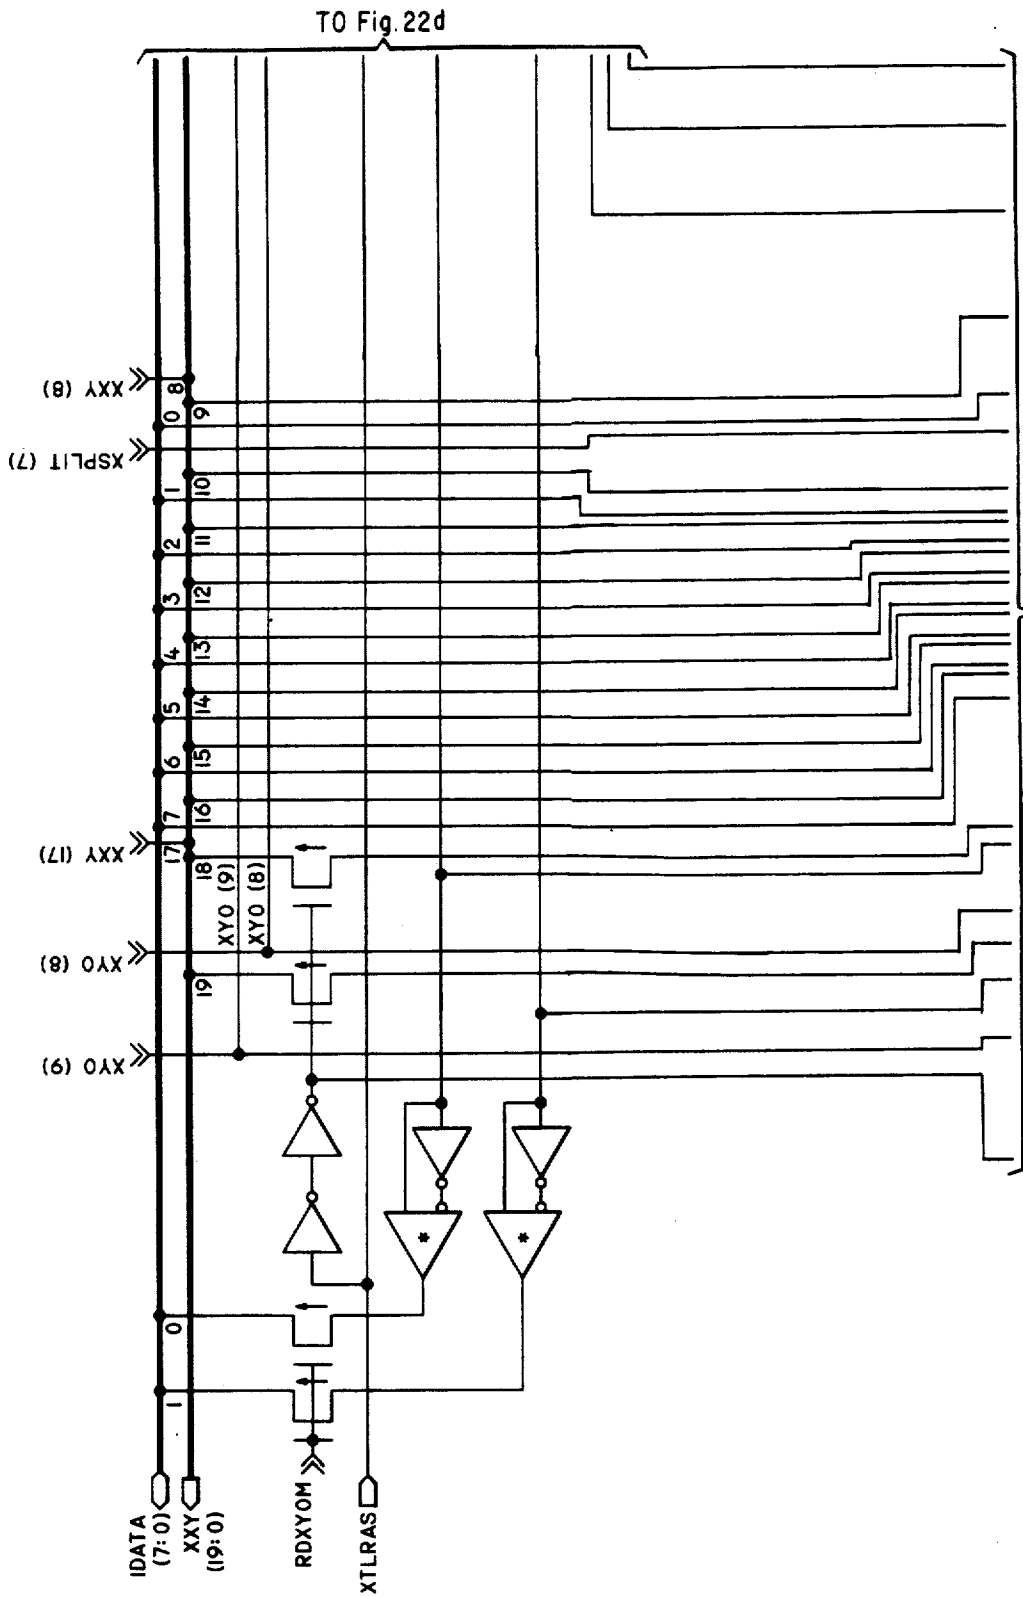 TO Fig. 22d
XXY (8)
XSPLIT (7)
XXY (17)
XYO (8)
XYO (9)
8
0
9
1
10
2
11
3
12
4
13
5
14
6
15
7
16
17
18
19
XYO (9)
XYO (8)
*
*
0
1
IDATA
(7:0)
XXY
(19:0)
RDXYOM
XTLRAS